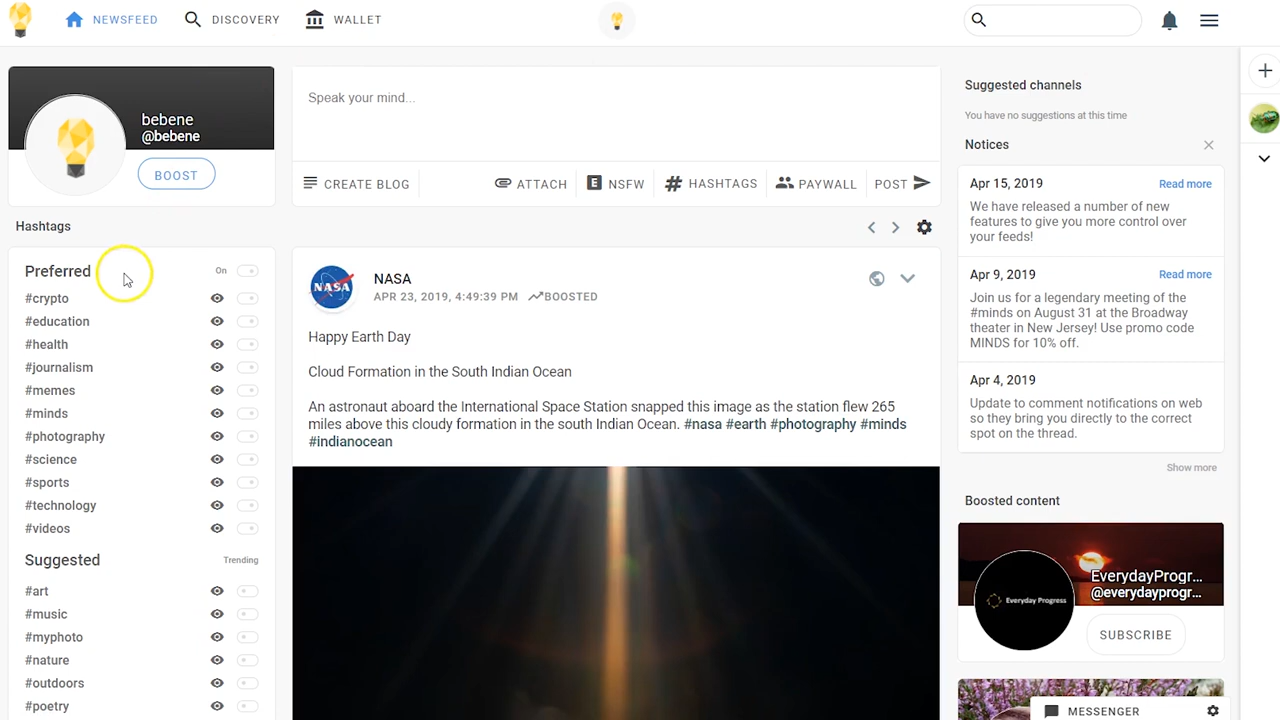 NEWSFEED
DISCOVERY
WALLET
bebene
@bebene
BOOST
Hashtags
Preferred
On
#crypto
#education
#health
#journalism
#memes
#minds
#photography
#science
#sports
#technology
#videos
Suggested
Trending
#art
#music
#myphoto
#nature
#outdoors
#poetry
Speak your mind...
CREATE BLOG
ATTACH
E NSFW
HASHTAGS
PAYWALL
POST
NASA
NASA
APR 23, 2019, 4:49:39 PM BOOSTED
Happy Earth Day
Cloud Formation in the South Indian Ocean
An astronaut aboard the International Space Station snapped this image as the station flew 265
miles above this cloudy formation in the south Indian Ocean. #nasa #earth #photography #minds
#indianocean
Suggested channels
You have no suggestions at this time
Notices
Apr 15, 2019
Read more
We have released a number of new
features to give you more control over
your feeds!
Apr 9, 2019
Read more
Join us for a legendary meeting of the
#minds on August 31 at the Broadway
theater in New Jersey! Use promo code
MINDS for 10% off.
Apr 4, 2019
Update to comment notifications on web
so they bring you directly to the correct
spot on the thread.
Show more
Boosted content
Everyday Progress
EverydayProgr...
@everydayprogr...
SUBSCRIBE
MESSENGER